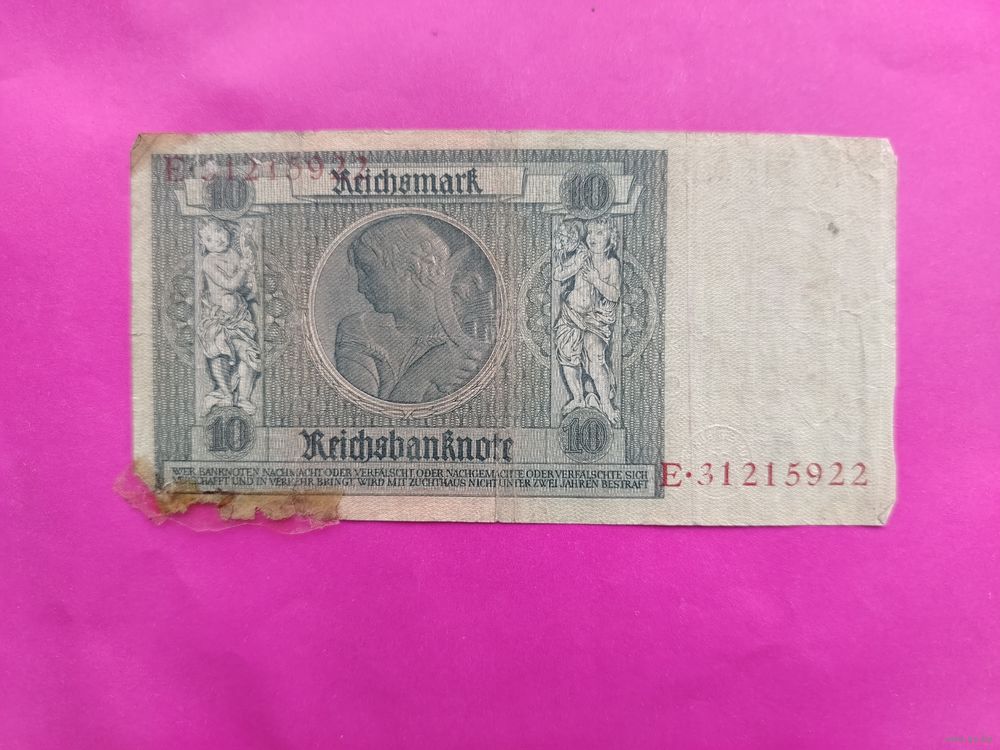 E·31215922
10 Reichsmark 10
10 Reichsbanknote 10
WER BANKNOTEN NACHMACHT ODER VERFÄLSCHT ODER NACHGEMACHTE ODER VERFÄLSCHTE SICH
VERSCHAFFT UND IN VERKEHR BRINGT, WIRD MIT ZUCHTHAUS NICHT UNTER ZWEI JAHREN BESTRAFT
E·31215922